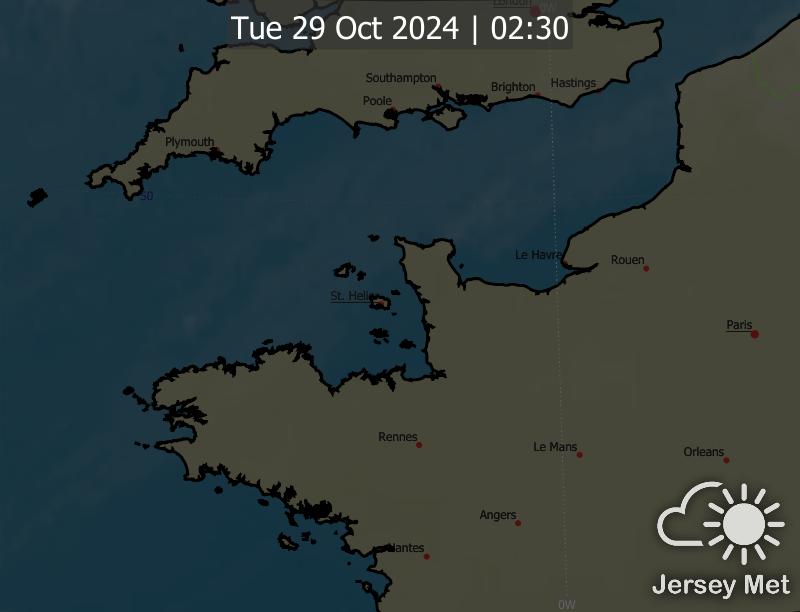 London
0W
Tue 29 Oct 2024 | 02:30
Southampton
Brighton
Hastings
Poole
Plymouth
50
Le Havre
Rouen
St. Helier
Paris
Rennes
Le Mans
Orleans
Angers
Nantes
Jersey Met
0W